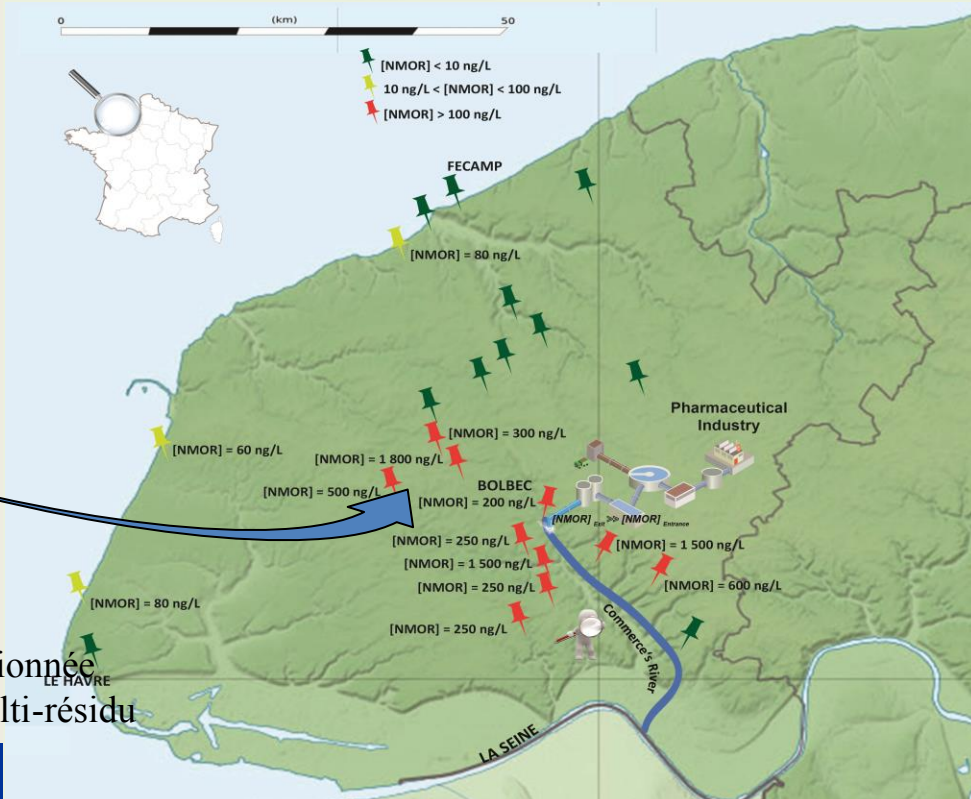 0 (km) 50
[NMOR] < 10 ng/L
10 ng/L < [NMOR] < 100 ng/L
[NMOR] > 100 ng/L
FECAMP
[NMOR] = 80 ng/L
Pharmaceutical
Industry
[NMOR] = 300 ng/L
[NMOR] = 60 ng/L
[NMOR] = 1 800 ng/L
BOLBEC
[NMOR] = 500 ng/L
[NMOR] = 200 ng/L
[NMOR] Exit >> [NMOR] Entrance
[NMOR] = 250 ng/L
[NMOR] = 1 500 ng/L
[NMOR] = 1 500 ng/L
[NMOR] = 250 ng/L
[NMOR] = 600 ng/L
[NMOR] = 80 ng/L
[NMOR] = 250 ng/L
Commerce's River
ionnée
LE HAVRE
lti-résidu
LA SEINE